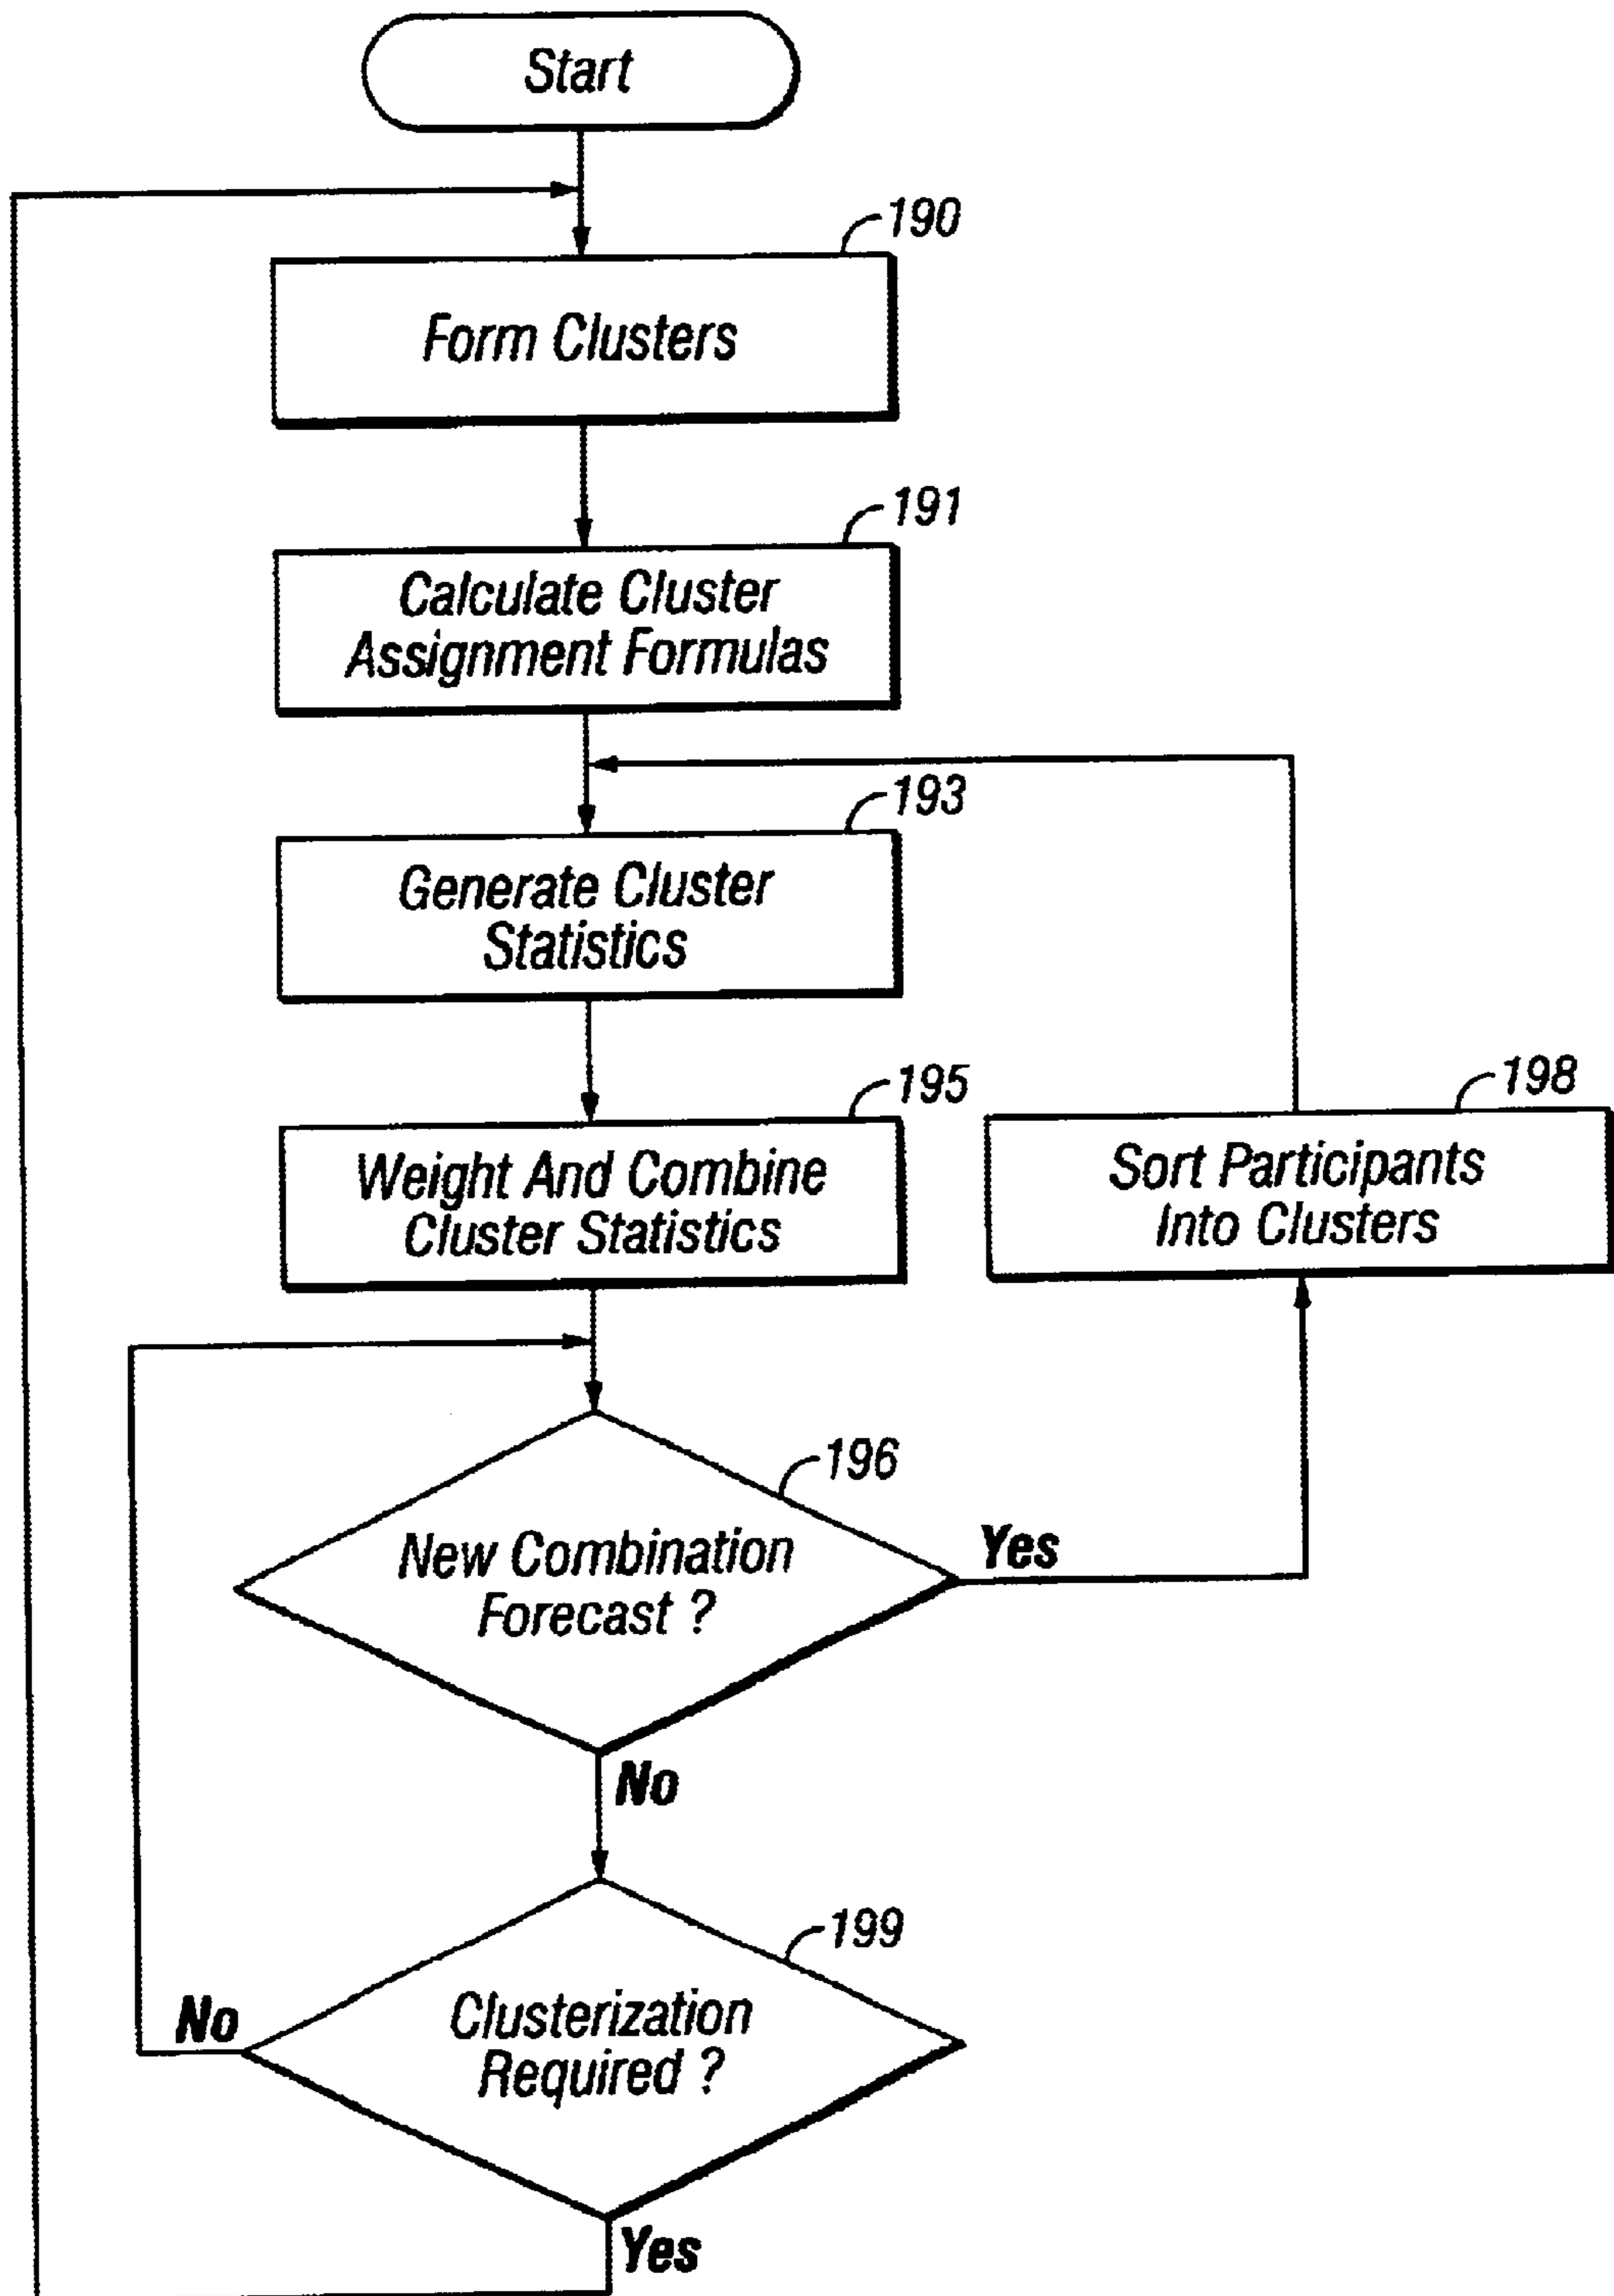 Start
190
Form Clusters
191
Calculate Cluster
Assignment Formulas
193
Generate Cluster
Statistics
195
Weight And Combine
Cluster Statistics
198
Sort Participants
Into Clusters
196
New Combination
Forecast ?
Yes
No
199
Clusterization
Required ?
No
Yes